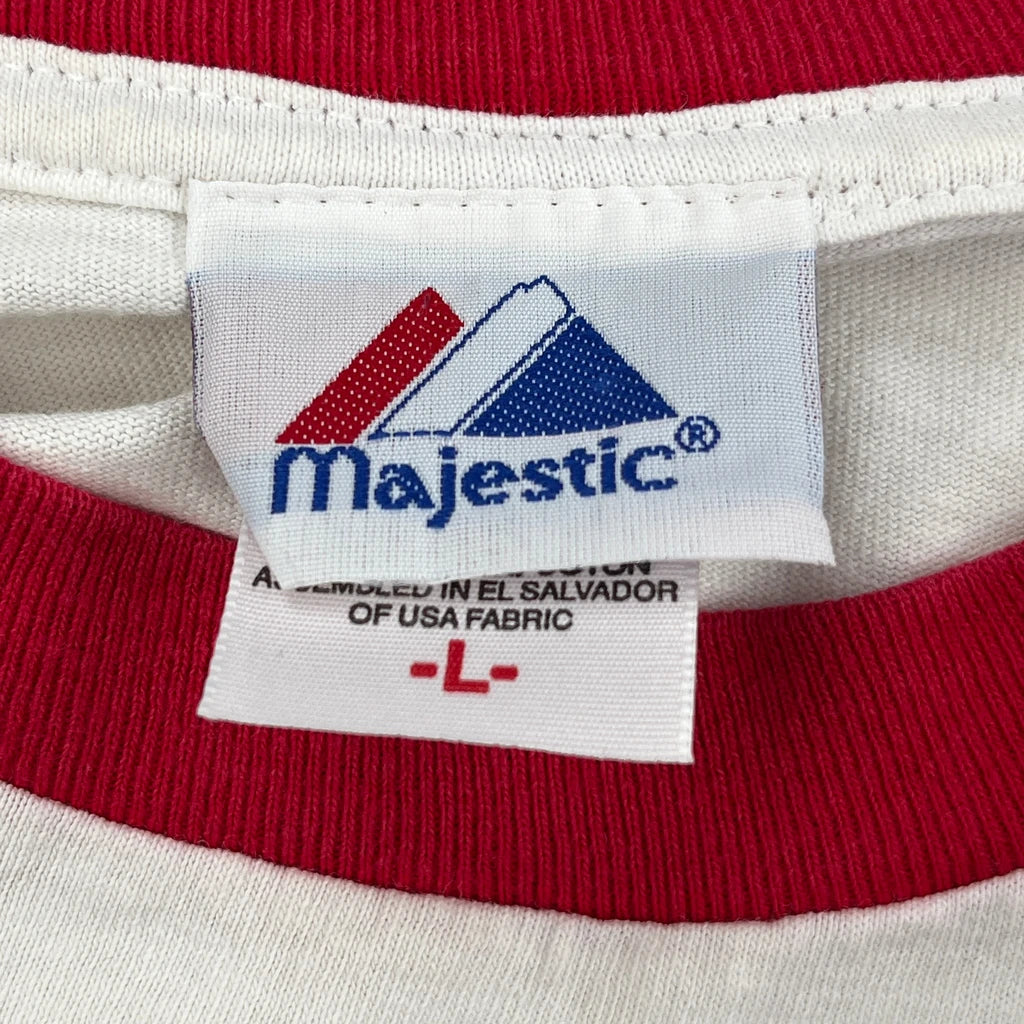 Majestic®
ASSEMBLED IN EL SALVADOR
OF USA FABRIC
-L-